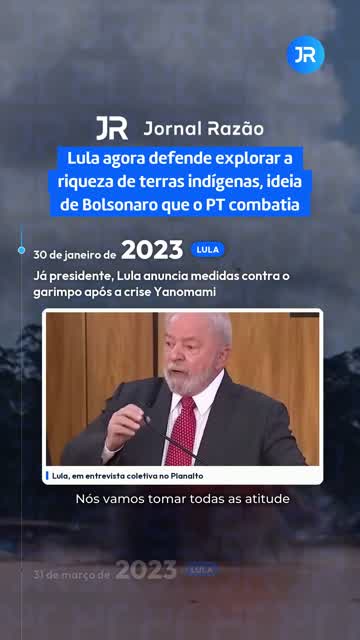 JR
JR Jornal Razão
Lula agora defende explorar a
riqueza de terras indígenas, ideia
de Bolsonaro que o PT combatia
30 de janeiro de 2023 LULA
Já presidente, Lula anuncia medidas contra o
garimpo após a crise Yanomami
Lula, em entrevista coletiva no Planalto
Nós vamos tomar todas as atitude
31 de março de 2023 LULA